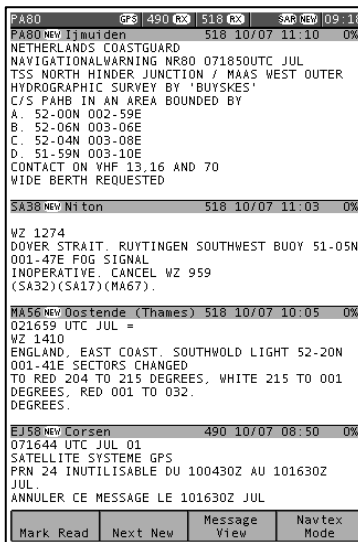 PA80 GPS 490 RX 518 RX SAR NEW 09:18
PA80 NEW Ijmuiden 518 10/07 11:10 0%
NETHERLANDS COASTGUARD
NAVIGATIONALWARNING NR80 071850UTC JUL
TSS NORTH HINDER JUNCTION / MAAS WEST OUTER
HYDROGRAPHIC SURVEY BY 'BUYSKES'
C/S PAHB IN AN AREA BOUNDED BY
A. 52-00N 002-59E
B. 52-06N 003-06E
C. 52-04N 003-08E
D. 51-59N 003-10E
CONTACT ON VHF 13,16 AND 70
WIDE BERTH REQUESTED
SA38 NEW Niton 518 10/07 11:03 0%
WZ 1274
DOVER STRAIT. RUYTINGEN SOUTHWEST BUOY 51-05N
001-47E FOG SIGNAL
INOPERATIVE. CANCEL WZ 959
(SA32)(SA17)(MA67).
MA56 NEW Oostende (Thames) 518 10/07 10:05 0%
021659 UTC JUL =
WZ 1410
ENGLAND, EAST COAST. SOUTHWOLD LIGHT 52-20N
001-41E SECTORS CHANGED
TO RED 204 TO 215 DEGREES, WHITE 215 TO 001
DEGREES, RED 001 TO 032.
DEGREES.
EJ58 NEW Corsen 490 10/07 08:50 0%
071644 UTC JUL 01
SATELLITE SYSTEME GPS
PRN 24 INUTILISABLE DU 100430Z AU 101630Z
JUL.
ANNULER CE MESSAGE LE 101630Z JUL
Mark Read Next New Message View Navtex Mode